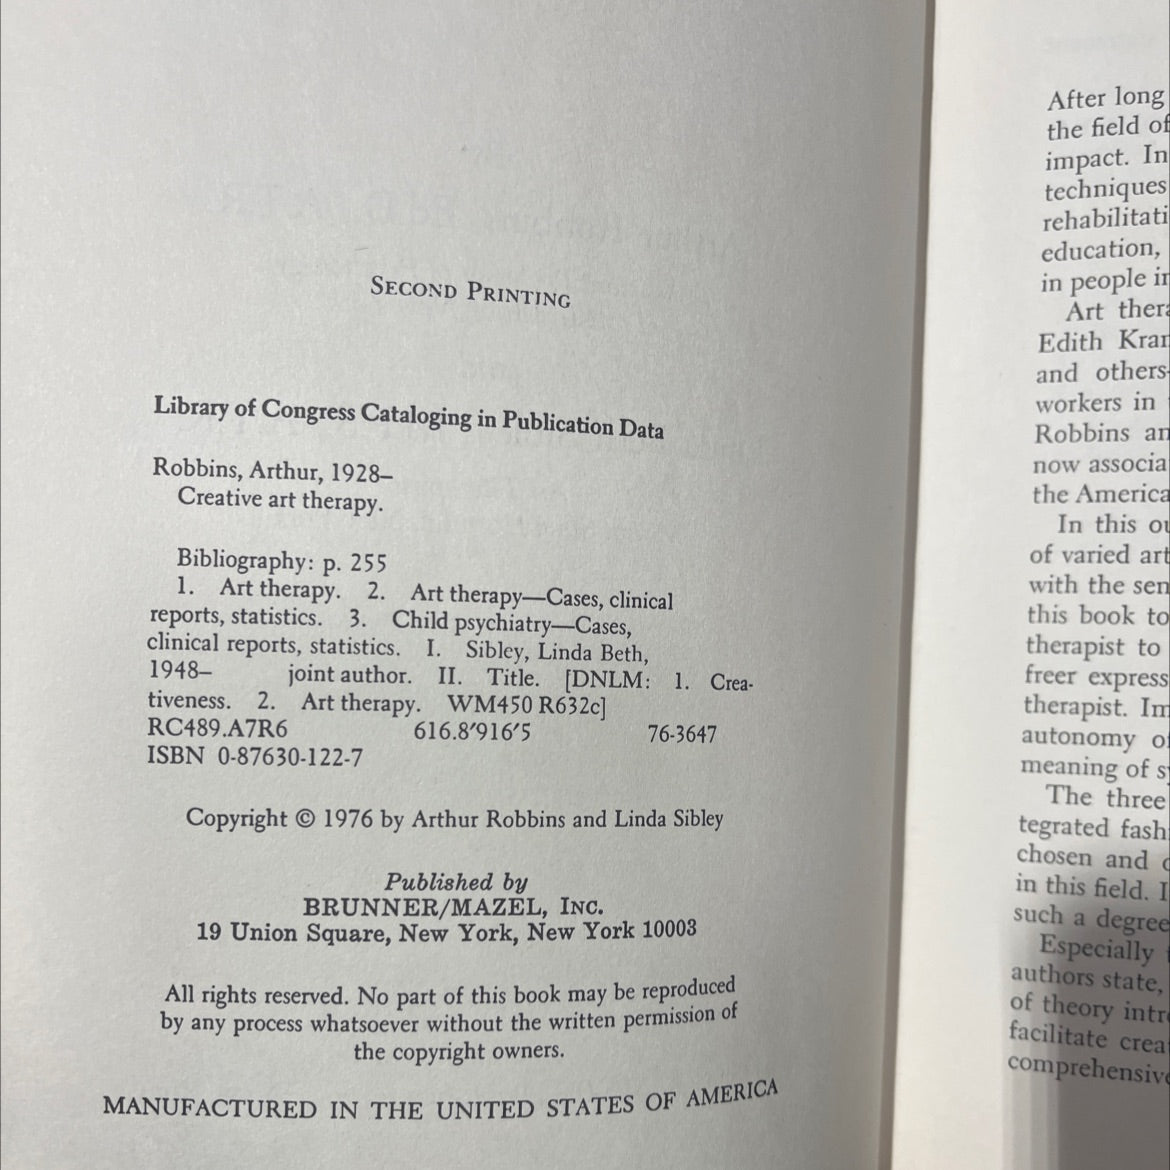 SECOND PRINTING
Library of Congress Cataloging in Publication Data
Robbins, Arthur, 1928–
Creative art therapy.
Bibliography: p. 255
1. Art therapy. 2. Art therapy—Cases, clinical
reports, statistics. 3. Child psychiatry—Cases,
clinical reports, statistics. I. Sibley, Linda Beth,
1948– joint author. II. Title. [DNLM: 1. Crea-
tiveness. 2. Art therapy. WM450 R632c]
RC489.A7R6 616.8′916′5 76-3647
ISBN 0-87630-122-7
Copyright © 1976 by Arthur Robbins and Linda Sibley
Published by
BRUNNER/MAZEL, INC.
19 Union Square, New York, New York 10003
All rights reserved. No part of this book may be reproduced
by any process whatsoever without the written permission of
the copyright owners.
MANUFACTURED IN THE UNITED STATES OF AMERICA
After long
the field of
impact. In
techniques
rehabilitati
education,
in people in
Art thera
Edith Kram
and others-
workers in
Robbins an
now associa
the America
In this ou
of varied art
with the sen
this book to
therapist to
freer express
therapist. Im
autonomy of
meaning of sy
The three
tegrated fash
chosen and
in this field. I
such a degree
Especially
authors state,
of theory intro
facilitate crea
comprehensive